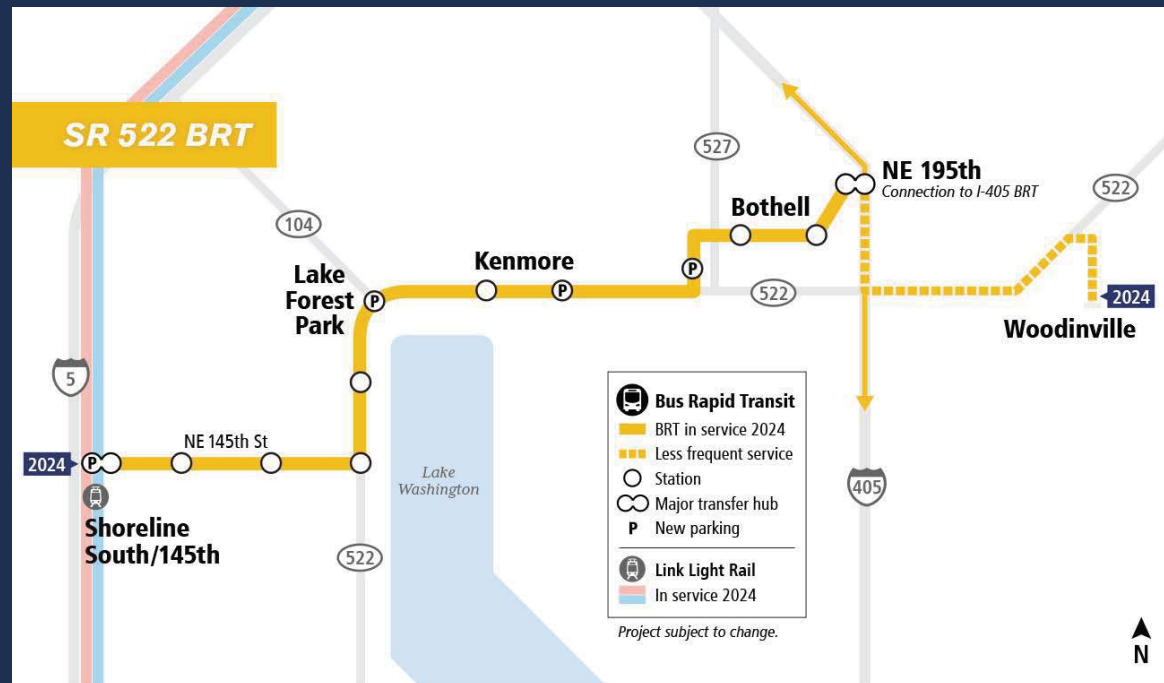 SR 522 BRT
104
527
NE 195th
Connection to I-405 BRT
522
Bothell
Kenmore
Lake
Forest
Park
P
P
P
522
2024
Woodinville
5
NE 145th St
2024
P
Shoreline
South/145th
Lake
Washington
522
405
Bus Rapid Transit
BRT in service 2024
Less frequent service
Station
Major transfer hub
P New parking
Link Light Rail
In service 2024
Project subject to change.
N